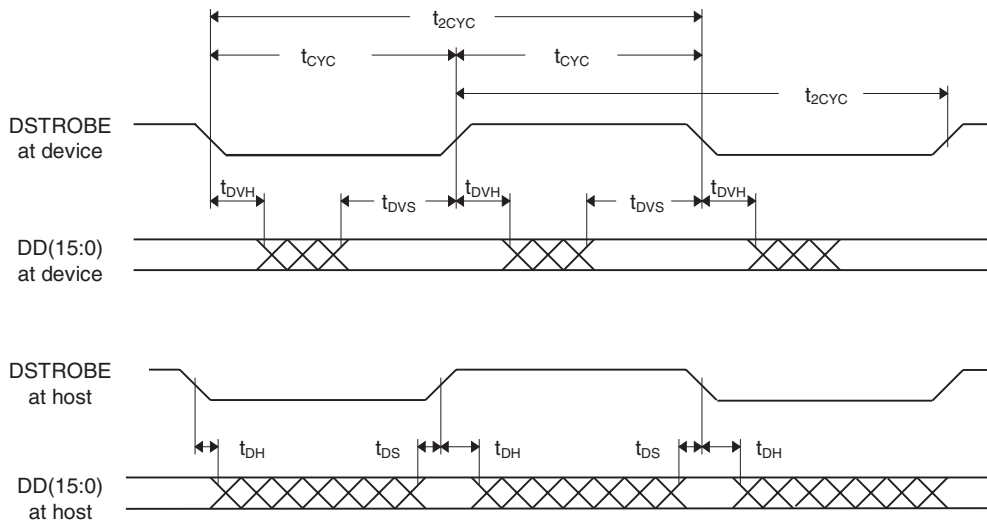 t2CYC
tCYC tCYC
t2CYC
DSTROBE
at device
tDVH tDVS tDVH tDVS tDVH
DD(15:0)
at device
DSTROBE
at host
tDH tDS tDH tDS tDH
DD(15:0)
at host